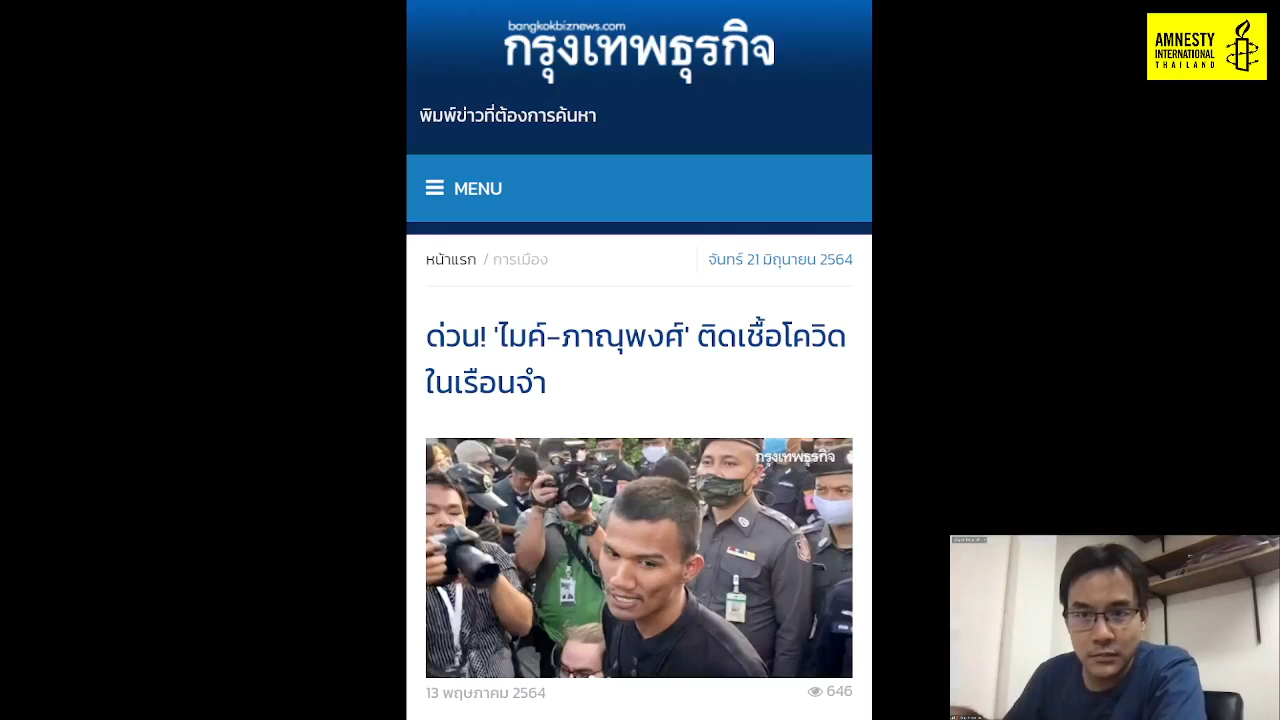 bangkokbiznews.com
กรุงเทพธุรกิจ
AMNESTY
INTERNATIONAL
THAILAND
พิมพ์ข่าวที่ต้องการค้นหา
MENU
หน้าแรก / การเมือง
จันทร์ 21 มิถุนายน 2564
ด่วน! 'ไมค์-ภาณุพงศ์' ติดเชื้อโควิด
ในเรือนจำ
กรุงเทพธุรกิจ
13 พฤษภาคม 2564
646